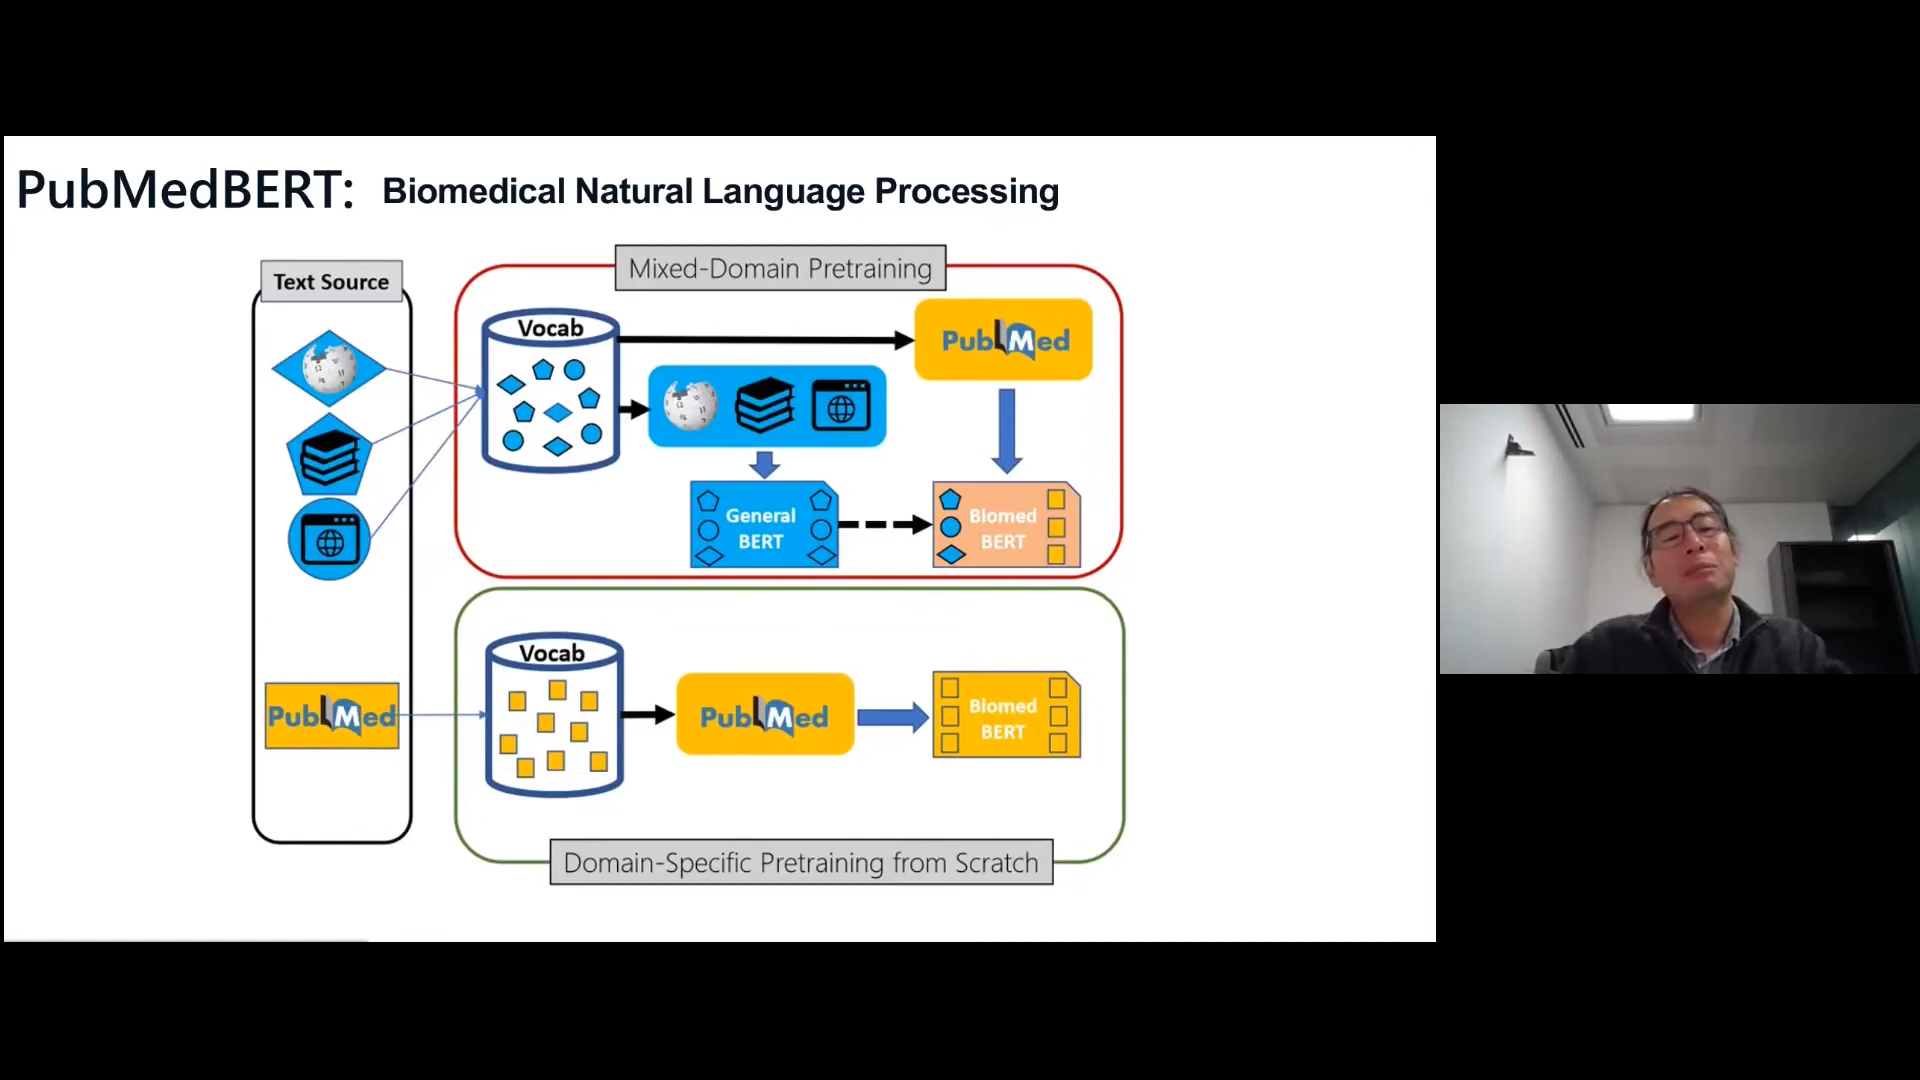 PubMedBERT: Biomedical Natural Language Processing
Text Source
Mixed-Domain Pretraining
Vocab
PubMed
General
BERT
Biomed
BERT
PubMed
Vocab
PubMed
Biomed
BERT
Domain-Specific Pretraining from Scratch